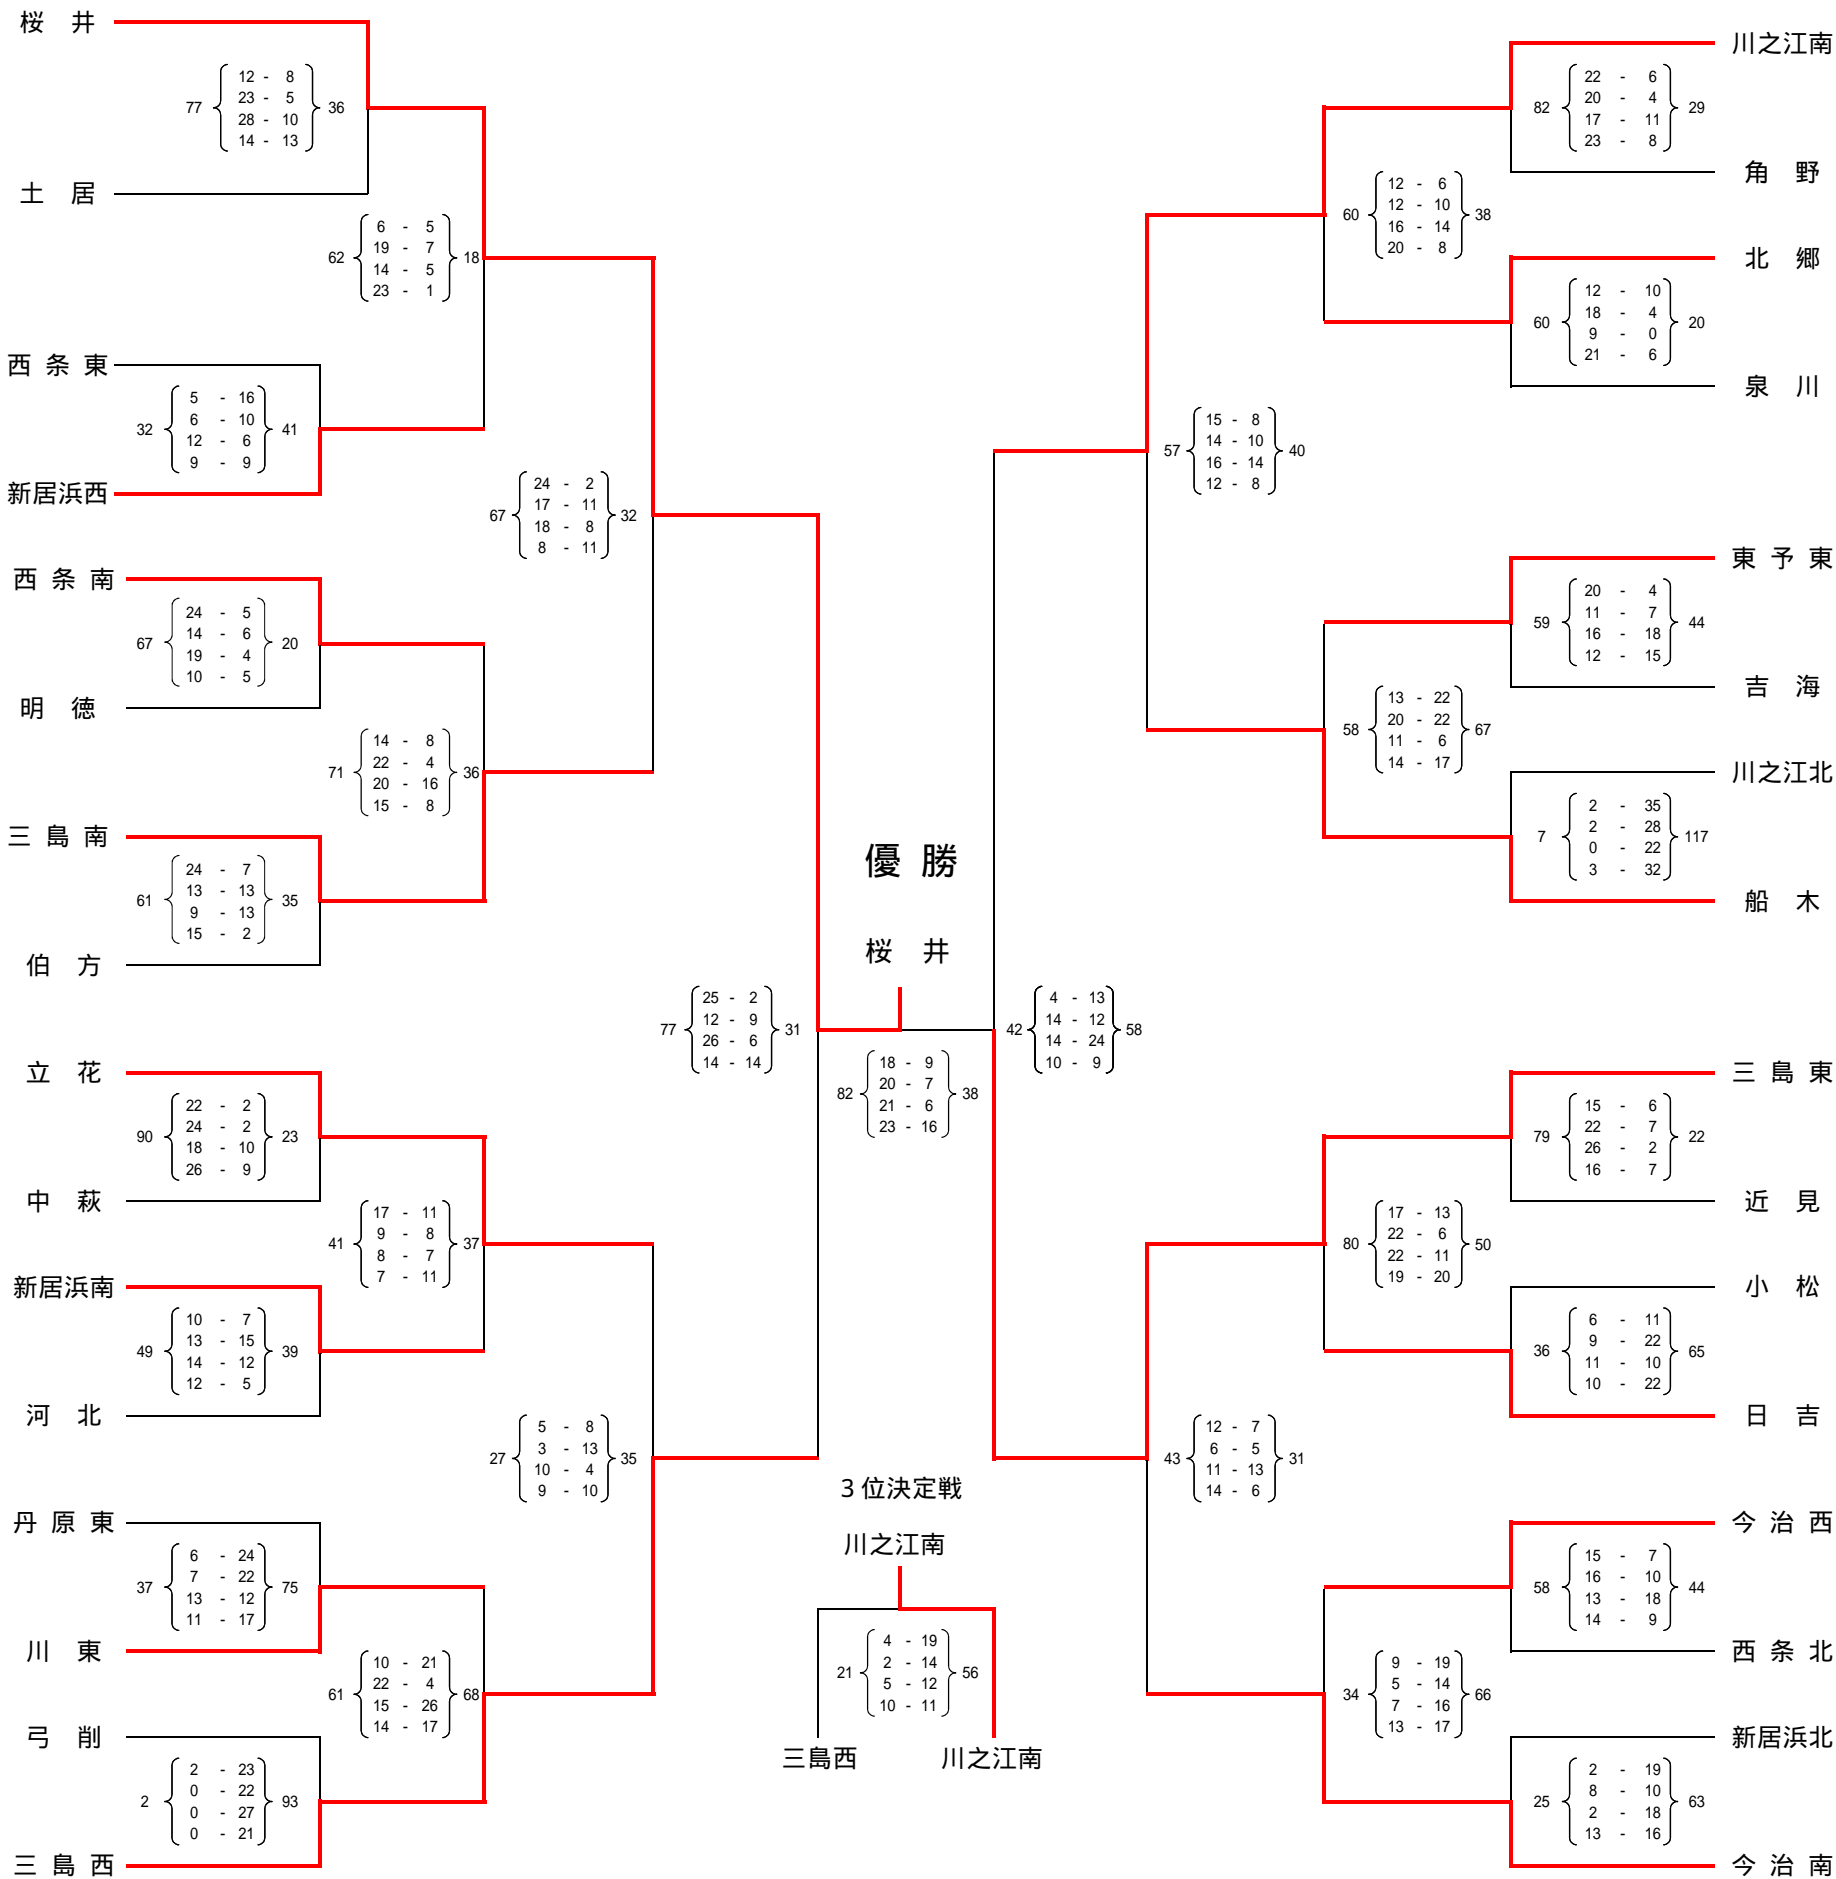 桜 井
77 12 - 8 36
23 - 5
28 - 10
14 - 13
土 居
62 6 - 5 18
19 - 7
14 - 5
23 - 1
西 条 東
32 5 - 16 41
6 - 10
12 - 6
9 - 9
新居浜西
67 24 - 2 32
17 - 11
18 - 8
8 - 11
西 条 南
67 24 - 5 20
14 - 6
19 - 4
10 - 5
明 徳
71 14 - 8 36
22 - 4
20 - 16
15 - 8
三 島 南
61 24 - 7 35
13 - 13
9 - 13
15 - 2
伯 方
77 25 - 2 31
12 - 9
26 - 6
14 - 14
立 花
90 22 - 2 23
24 - 2
18 - 10
26 - 9
中 萩
41 17 - 11 37
9 - 8
8 - 7
7 - 11
新居浜南
49 10 - 7 39
13 - 15
14 - 12
12 - 5
河 北
27 5 - 8 35
3 - 13
10 - 4
9 - 10
丹 原 東
37 6 - 24 75
7 - 22
13 - 12
11 - 17
川 東
61 10 - 21 68
22 - 4
15 - 26
14 - 17
弓 削
2 2 - 23 93
0 - 22
0 - 27
0 - 21
三 島 西
優 勝
桜 井
82 18 - 9 38
20 - 7
21 - 6
23 - 16
3位決定戦
川之江南
21 4 - 19 56
2 - 14
5 - 12
10 - 11
三島西
川之江南
川之江南
82 22 - 6 29
20 - 4
17 - 11
23 - 8
角 野
60 12 - 6 38
12 - 10
16 - 14
20 - 8
北 郷
60 12 - 10 20
18 - 4
9 - 0
21 - 6
泉 川
57 15 - 8 40
14 - 10
16 - 14
12 - 8
東 予 東
59 20 - 4 44
11 - 7
16 - 18
12 - 15
吉 海
58 13 - 22 67
20 - 22
11 - 6
14 - 17
川之江北
7 2 - 35 117
2 - 28
0 - 22
3 - 32
船 木
42 4 - 13 58
14 - 12
14 - 24
10 - 9
三 島 東
79 15 - 6 22
22 - 7
26 - 2
16 - 7
近 見
80 17 - 13 50
22 - 6
22 - 11
19 - 20
小 松
36 6 - 11 65
9 - 22
11 - 10
10 - 22
日 吉
43 12 - 7 31
6 - 5
11 - 13
14 - 6
今 治 西
58 15 - 7 44
16 - 10
13 - 18
14 - 9
西 条 北
34 9 - 19 66
5 - 14
7 - 16
13 - 17
新居浜北
25 2 - 19 63
8 - 10
2 - 18
13 - 16
今 治 南